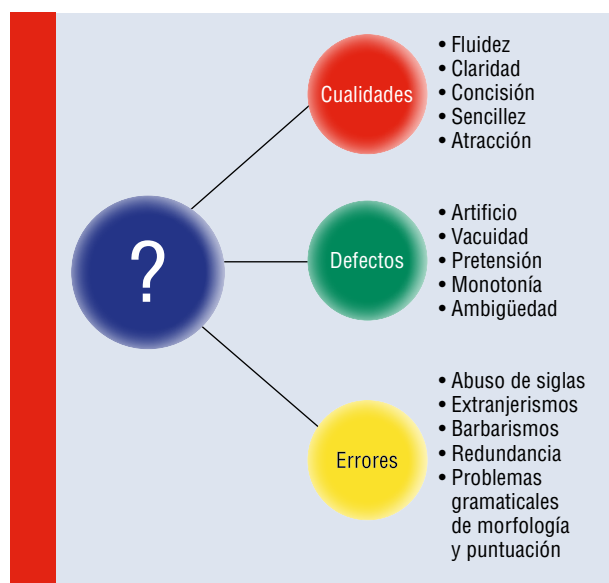 ?
Cualidades
• Fluidez
• Claridad
• Concisión
• Sencillez
• Atracción
Defectos
• Artificio
• Vacuidad
• Pretensión
• Monotonía
• Ambigüedad
Errores
• Abuso de siglas
• Extranjerismos
• Barbarismos
• Redundancia
• Problemas
gramaticales
de morfología
y puntuación